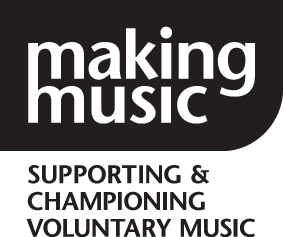 making
music
SUPPORTING &
CHAMPIONING
VOLUNTARY MUSIC